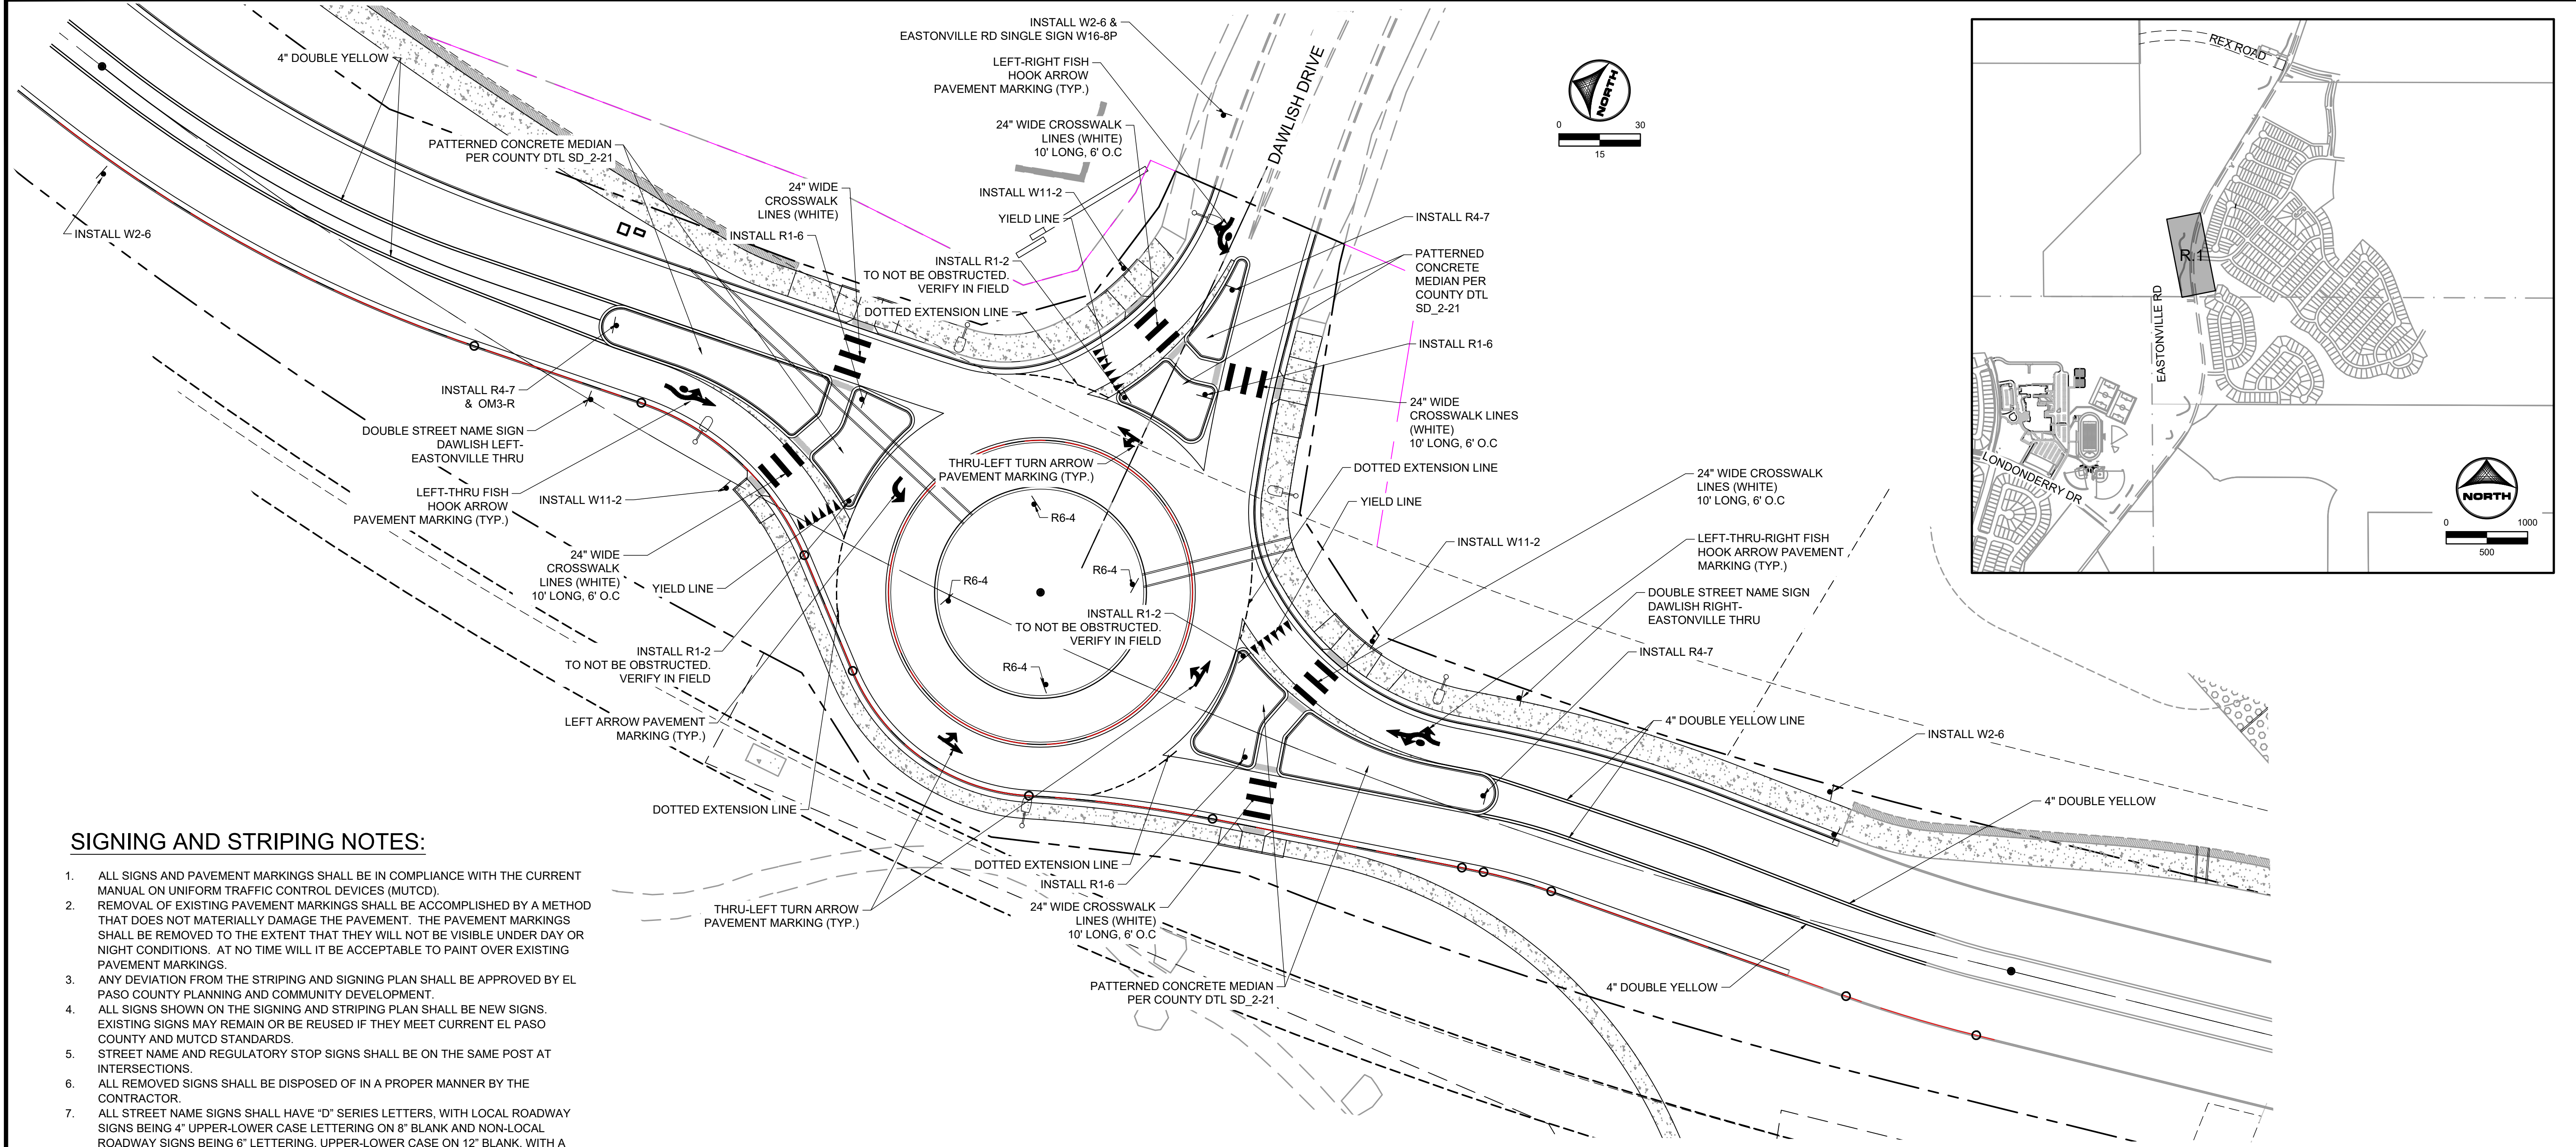 INSTALL W2-6 &
EASTONVILLE RD SINGLE SIGN W16-8P
4" DOUBLE YELLOW
LEFT-RIGHT FISH
HOOK ARROW
PAVEMENT MARKING (TYP.)
DAWLISH DRIVE
NORTH
0 30
15
24" WIDE CROSSWALK
LINES (WHITE)
10' LONG, 6' O.C
PATTERNED CONCRETE MEDIAN
PER COUNTY DTL SD_2-21
24" WIDE
CROSSWALK
LINES (WHITE)
INSTALL W11-2
YIELD LINE
INSTALL R1-6
INSTALL W2-6
INSTALL R1-2
TO NOT BE OBSTRUCTED.
VERIFY IN FIELD
DOTTED EXTENSION LINE
INSTALL R4-7
PATTERNED
CONCRETE
MEDIAN PER
COUNTY DTL
SD_2-21
INSTALL R1-6
24" WIDE
CROSSWALK LINES
(WHITE)
10' LONG, 6' O.C
INSTALL R4-7
& OM3-R
DOUBLE STREET NAME SIGN
DAWLISH LEFT-
EASTONVILLE THRU
LEFT-THRU FISH
HOOK ARROW
PAVEMENT MARKING (TYP.)
INSTALL W11-2
24" WIDE
CROSSWALK
LINES (WHITE)
10' LONG, 6' O.C
YIELD LINE
INSTALL R1-2
TO NOT BE OBSTRUCTED.
VERIFY IN FIELD
LEFT ARROW PAVEMENT
MARKING (TYP.)
DOTTED EXTENSION LINE
THRU-LEFT TURN ARROW
PAVEMENT MARKING (TYP.)
R6-4
R6-4
R6-4
R6-4
INSTALL R1-2
TO NOT BE OBSTRUCTED.
VERIFY IN FIELD
DOTTED EXTENSION LINE
YIELD LINE
INSTALL W11-2
24" WIDE CROSSWALK
LINES (WHITE)
10' LONG, 6' O.C
LEFT-THRU-RIGHT FISH
HOOK ARROW PAVEMENT
MARKING (TYP.)
DOUBLE STREET NAME SIGN
DAWLISH RIGHT-
EASTONVILLE THRU
INSTALL R4-7
4" DOUBLE YELLOW LINE
INSTALL W2-6
4" DOUBLE YELLOW
4" DOUBLE YELLOW
THRU-LEFT TURN ARROW
PAVEMENT MARKING (TYP.)
DOTTED EXTENSION LINE
INSTALL R1-6
24" WIDE CROSSWALK
LINES (WHITE)
10' LONG, 6' O.C
PATTERNED CONCRETE MEDIAN
PER COUNTY DTL SD_2-21
REX ROAD
R.1
EASTONVILLE RD
LONDONDERRY DR
NORTH
0 1000
500
SIGNING AND STRIPING NOTES:
1. ALL SIGNS AND PAVEMENT MARKINGS SHALL BE IN COMPLIANCE WITH THE CURRENT
MANUAL ON UNIFORM TRAFFIC CONTROL DEVICES (MUTCD).
2. REMOVAL OF EXISTING PAVEMENT MARKINGS SHALL BE ACCOMPLISHED BY A METHOD
THAT DOES NOT MATERIALLY DAMAGE THE PAVEMENT. THE PAVEMENT MARKINGS
SHALL BE REMOVED TO THE EXTENT THAT THEY WILL NOT BE VISIBLE UNDER DAY OR
NIGHT CONDITIONS. AT NO TIME WILL IT BE ACCEPTABLE TO PAINT OVER EXISTING
PAVEMENT MARKINGS.
3. ANY DEVIATION FROM THE STRIPING AND SIGNING PLAN SHALL BE APPROVED BY EL
PASO COUNTY PLANNING AND COMMUNITY DEVELOPMENT.
4. ALL SIGNS SHOWN ON THE SIGNING AND STRIPING PLAN SHALL BE NEW SIGNS.
EXISTING SIGNS MAY REMAIN OR BE REUSED IF THEY MEET CURRENT EL PASO
COUNTY AND MUTCD STANDARDS.
5. STREET NAME AND REGULATORY STOP SIGNS SHALL BE ON THE SAME POST AT
INTERSECTIONS.
6. ALL REMOVED SIGNS SHALL BE DISPOSED OF IN A PROPER MANNER BY THE
CONTRACTOR.
7. ALL STREET NAME SIGNS SHALL HAVE “D” SERIES LETTERS, WITH LOCAL ROADWAY
SIGNS BEING 4” UPPER-LOWER CASE LETTERING ON 8” BLANK AND NON-LOCAL
ROADWAY SIGNS BEING 6” LETTERING, UPPER-LOWER CASE ON 12” BLANK, WITH A